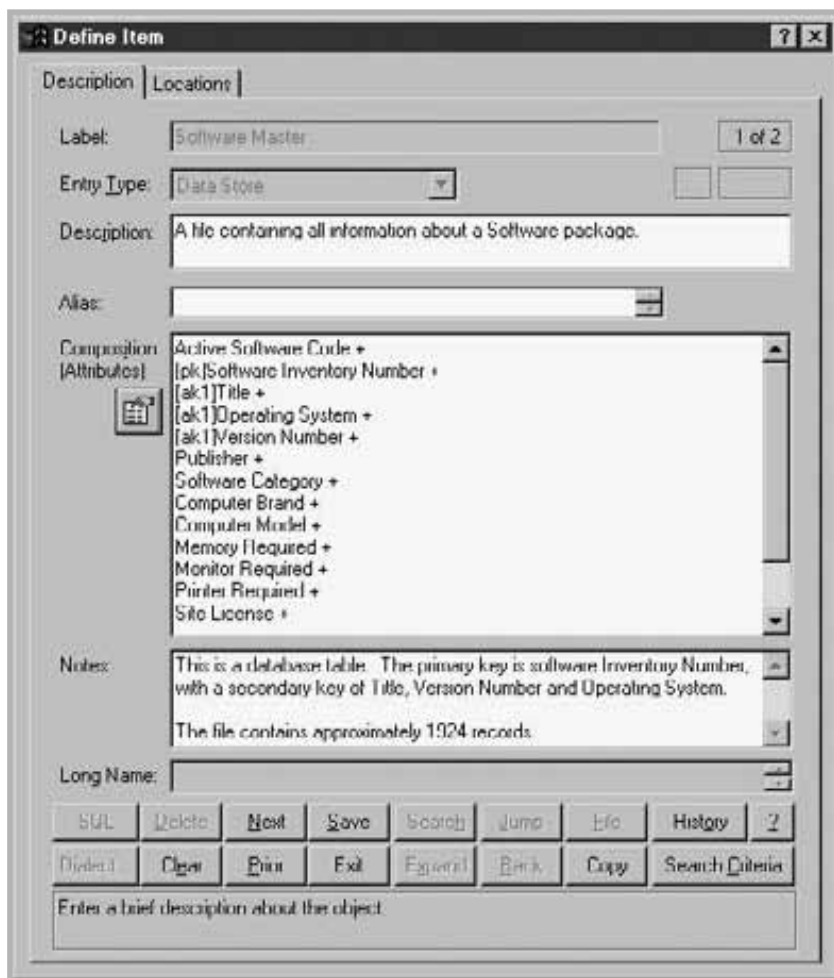 Define Item
Description Locations
Label: Software Master 1 of 2
Entry Type: Data Store
Description: A file containing all information about a Software package.
Alias:
Composition Active Software Code +
(Attributes) [pk]Software Inventory Number +
[ak1]Title +
[ak1]Operating System +
[ak1]Version Number +
Publisher +
Software Category +
Computer Brand +
Computer Model +
Memory Required +
Monitor Required +
Printer Required +
Site License +
Notes: This is a database table. The primary key is software Inventory Number,
with a secondary key of Title, Version Number and Operating System.
The file contains approximately 1924 records.
Long Name:
SQL Delete Next Save Search Jump File History ?
Dialect Clear Prior Exit Expand Back Copy Search Criteria
Enter a brief description about the object